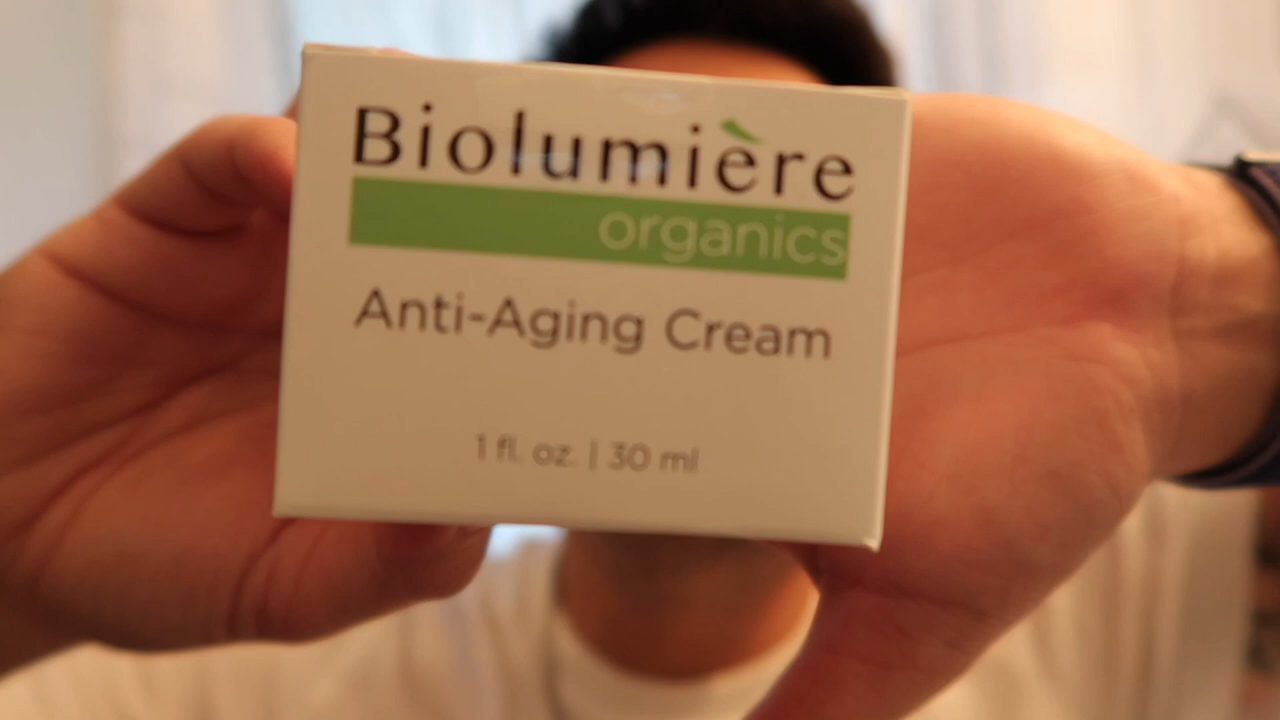 Biolumière
organics
Anti-Aging Cream
1 fl. oz. | 30 ml